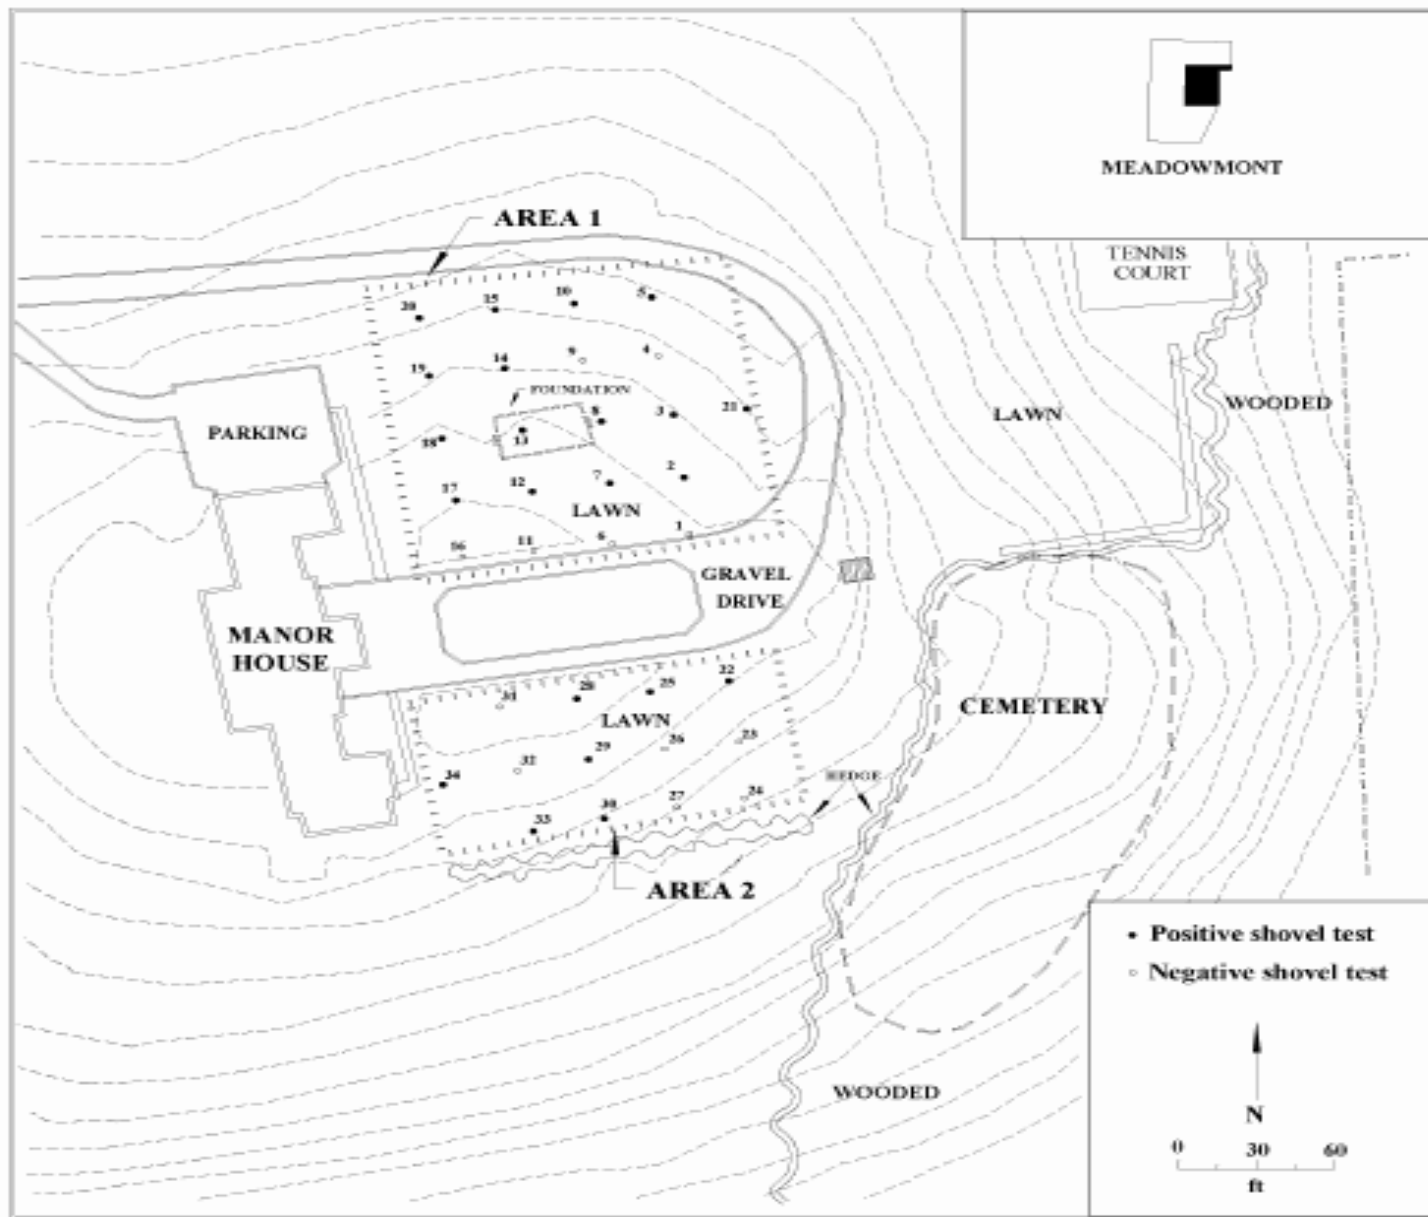 MEADOWMONT
AREA 1
TENNIS
COURT
20
15
10
5
19
14
9
4
FOUNDATION
LAWN
WOODED
PARKING
18
13
8
3
21
17
12
7
2
LAWN
16
11
6
1
GRAVEL
DRIVE
MANOR
HOUSE
CEMETERY
31
28
25
22
LAWN
34
32
29
26
23
HEDGE
33
30
27
24
AREA 2
Positive shovel test
Negative shovel test
WOODED
N
0 30 60
ft